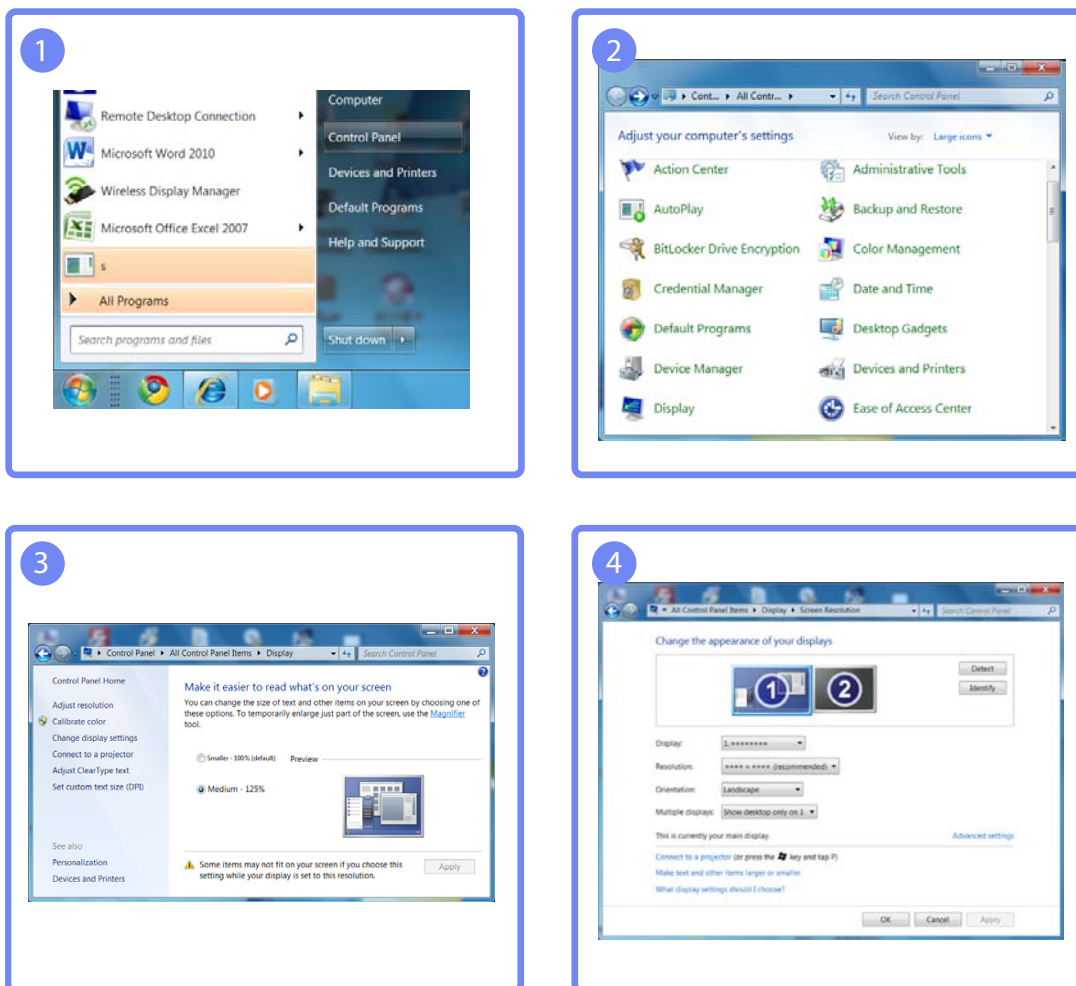 1
Remote Desktop Connection
Microsoft Word 2010
Wireless Display Manager
Microsoft Office Excel 2007
s
All Programs
Search programs and files
Computer
Control Panel
Devices and Printers
Default Programs
Help and Support
Shut down
2
Cont... All Contr...
Search Control Panel
Adjust your computer's settings
View by: Large icons
Action Center
Administrative Tools
AutoPlay
Backup and Restore
BitLocker Drive Encryption
Color Management
Credential Manager
Date and Time
Default Programs
Desktop Gadgets
Device Manager
Devices and Printers
Display
Ease of Access Center
3
Control Panel All Control Panel Items Display
Search Control Panel
Control Panel Home
Adjust resolution
Calibrate color
Change display settings
Connect to a projector
Adjust ClearType text
Set custom text size (DPI)
See also
Personalization
Devices and Printers
Make it easier to read what's on your screen
You can change the size of text and other items on your screen by choosing one of
these options. To temporarily enlarge just part of the screen, use the Magnifier
tool.
Smaller - 100% (default)
Preview
Medium - 125%
Some items may not fit on your screen if you choose this
setting while your display is set to this resolution.
Apply
4
« All Control Panel Items Display Screen Resolution
Search Control Panel
Change the appearance of your displays
1
2
Detect
Identify
Display: 1. ********
Resolution: **** × **** (recommended)
Orientation: Landscape
Multiple displays: Show desktop only on 1
This is currently your main display.
Advanced settings
Connect to a projector (or press the key and tap P)
Make text and other items larger or smaller
What display settings should I choose?
OK
Cancel
Apply